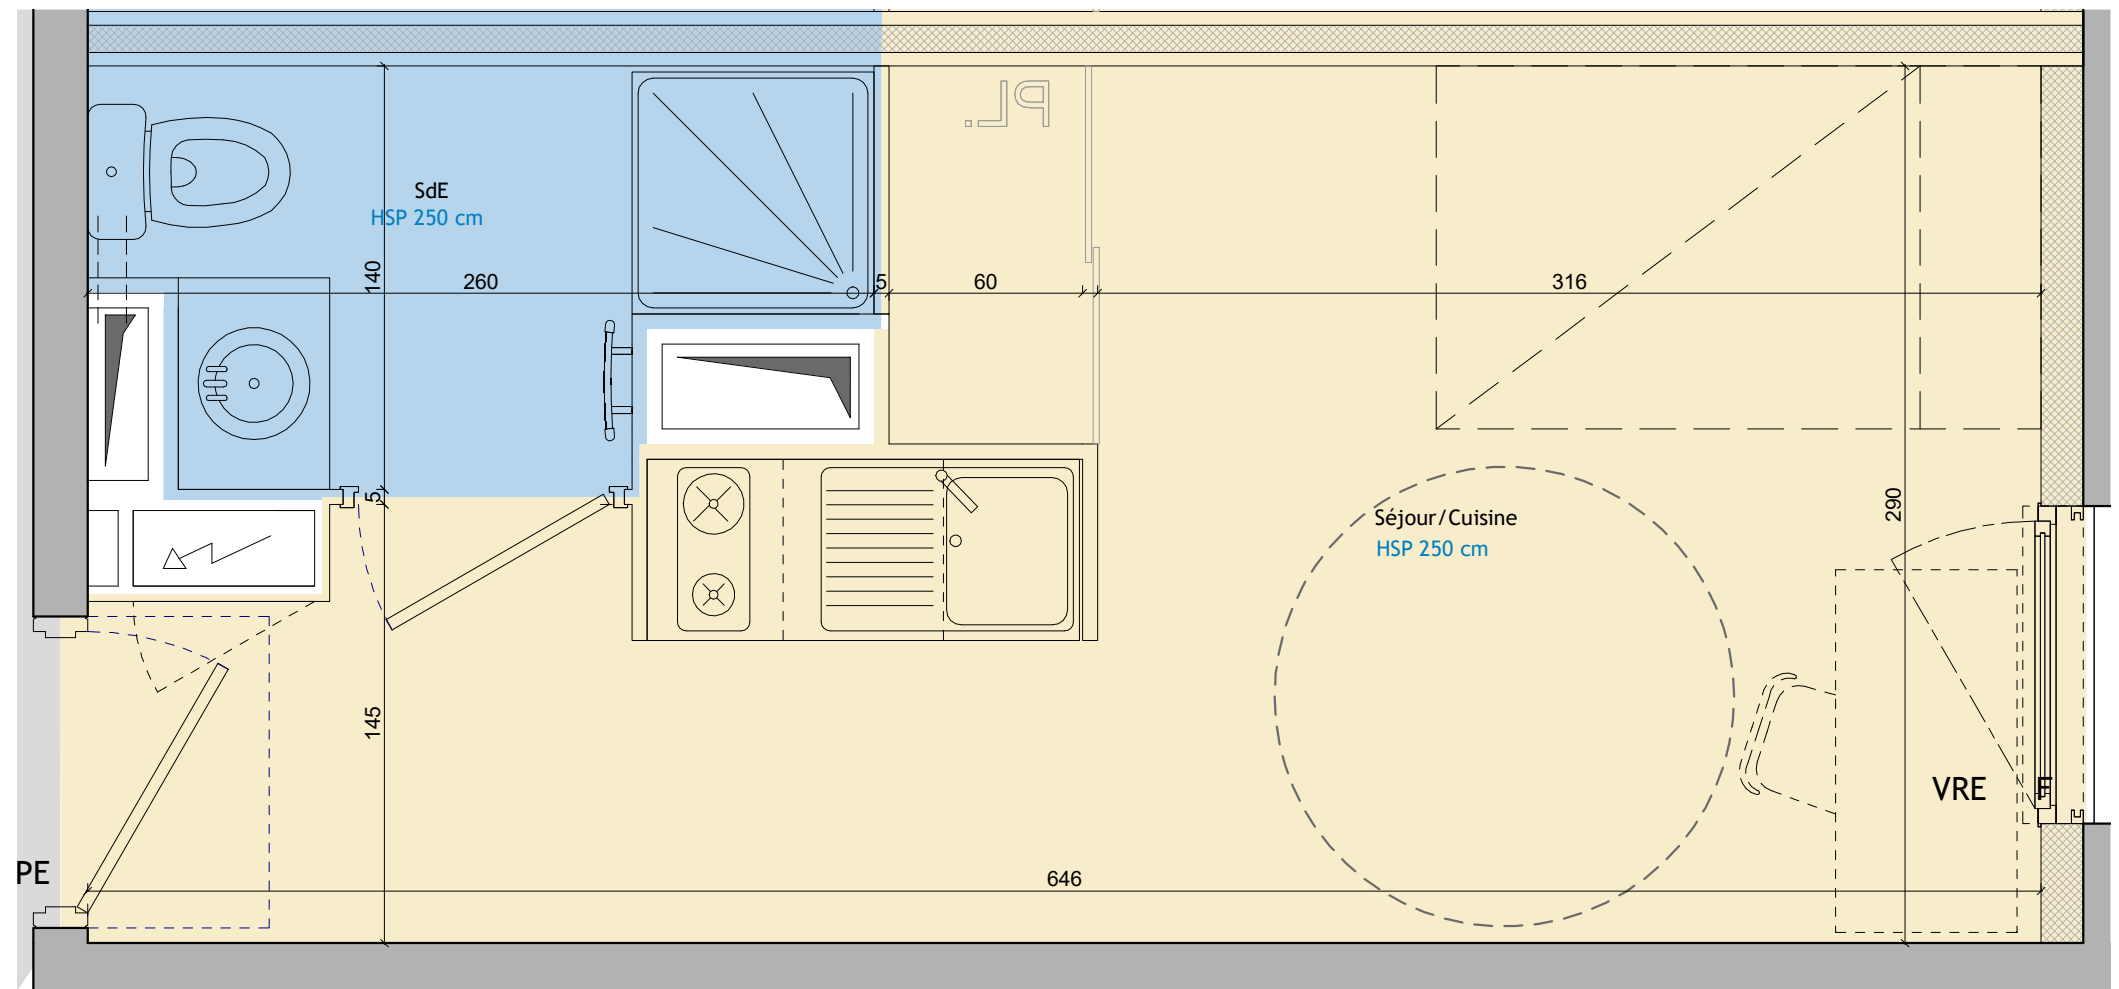 PL.
SdE
HSP 250 cm
140
260
5
60
316
5
Séjour/Cuisine
HSP 250 cm
290
145
VRE
F
PE
646